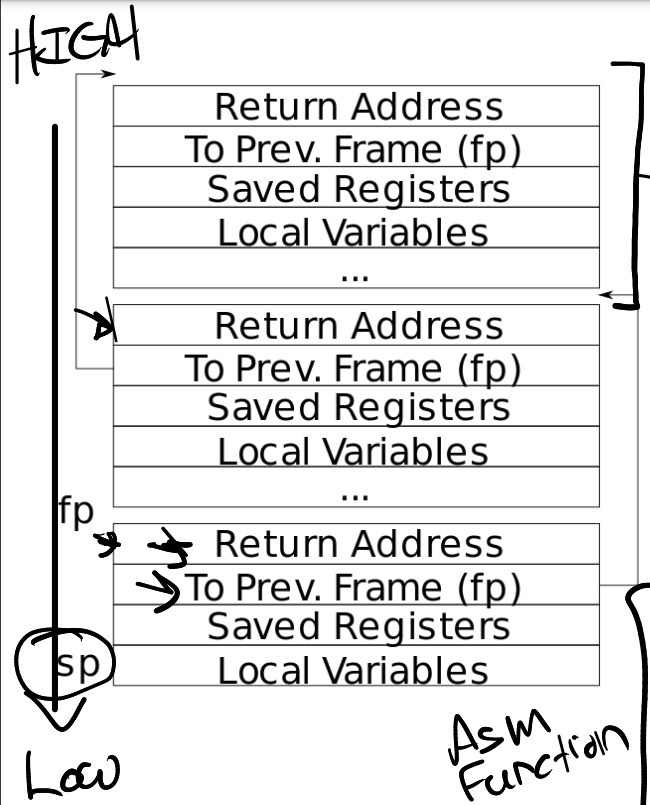 HIGH
Return Address
To Prev. Frame (fp)
Saved Registers
Local Variables
...
Return Address
To Prev. Frame (fp)
Saved Registers
Local Variables
...
fp
Return Address
To Prev. Frame (fp)
Saved Registers
sp
Local Variables
Low
Asm
Function